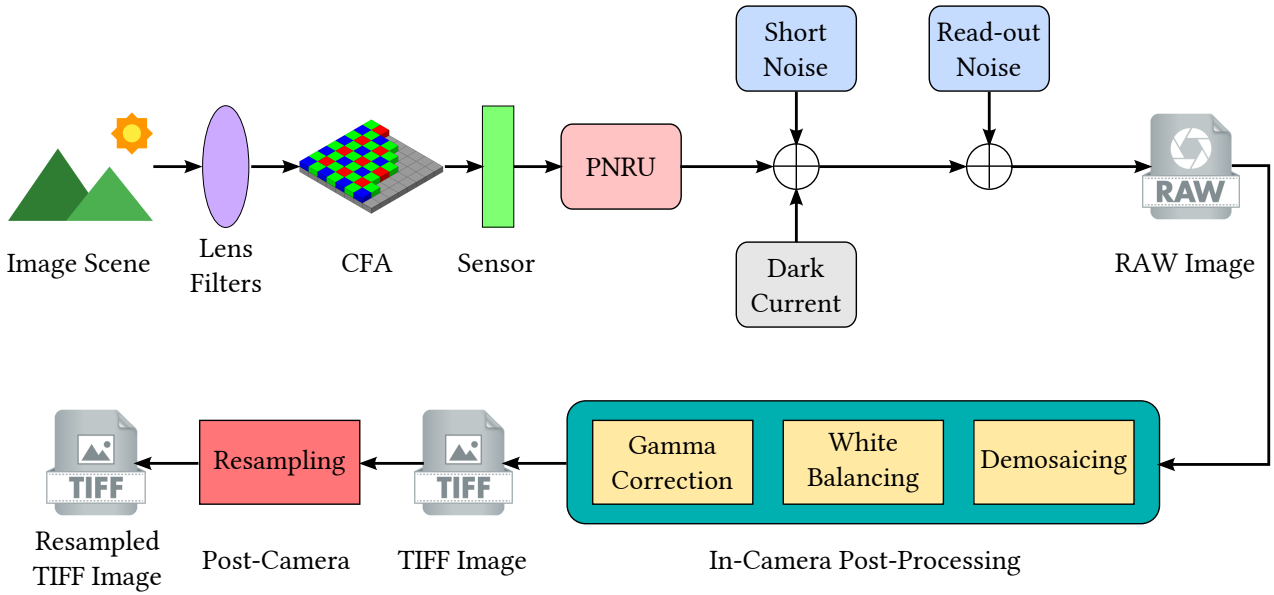 Short
Noise
Read-out
Noise
PNRU
RAW
Image Scene
Lens
Filters
CFA
Sensor
Dark
Current
RAW Image
Gamma
Correction
White
Balancing
Demosaicing
Resampling
TIFF
TIFF
Resampled
TIFF Image
Post-Camera
TIFF Image
In-Camera Post-Processing